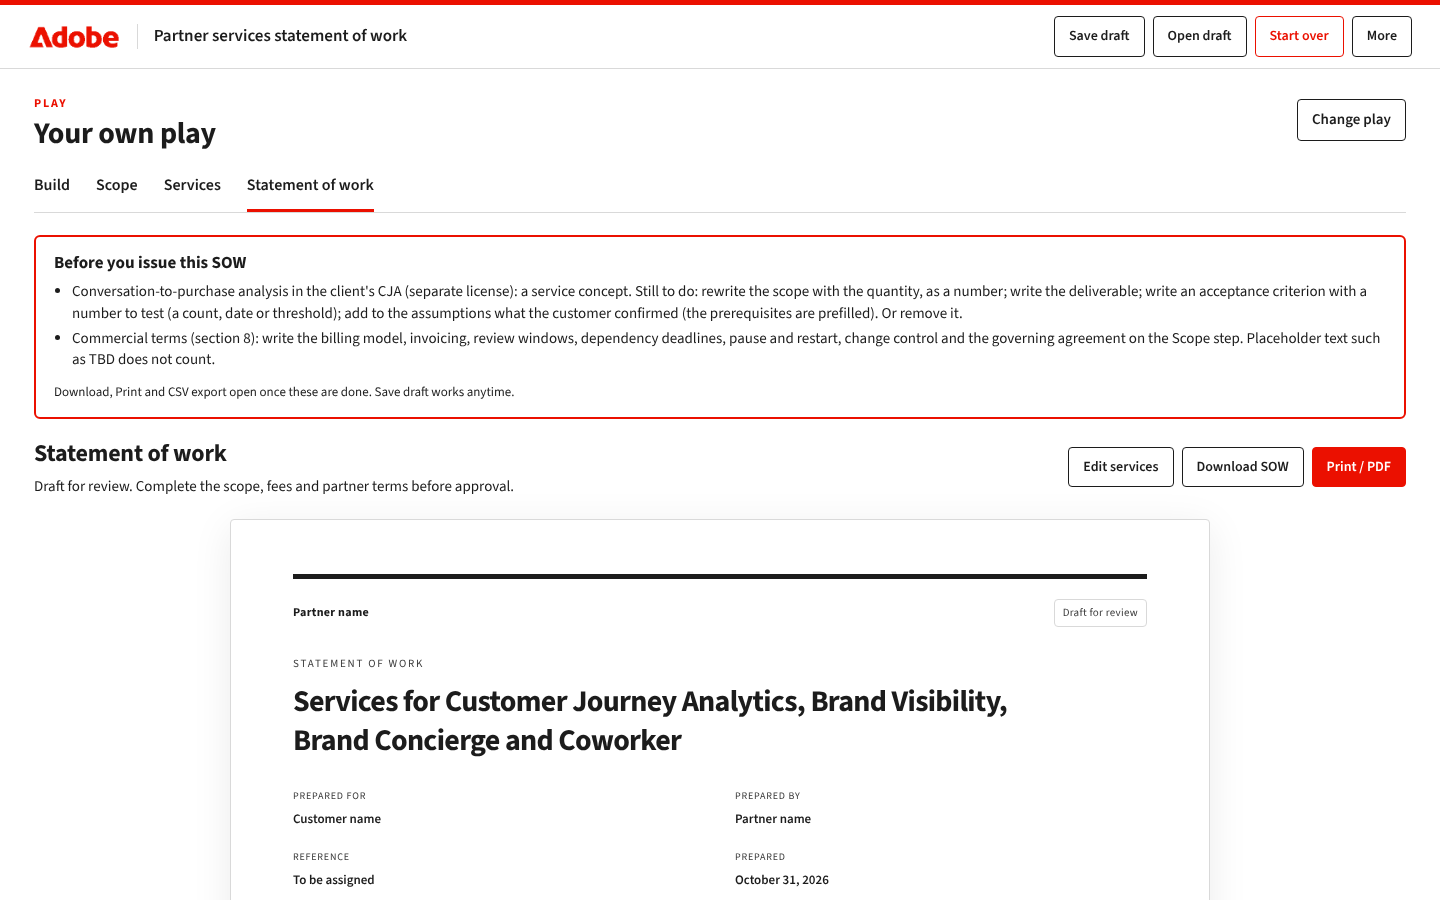 Adobe
Partner services statement of work
Save draft
Open draft
Start over
More
PLAY
Your own play
Change play
Build
Scope
Services
Statement of work
Before you issue this SOW
• Conversation-to-purchase analysis in the client's CJA (separate license): a service concept. Still to do: rewrite the scope with the quantity, as a number; write the deliverable; write an acceptance criterion with a
number to test (a count, date or threshold); add to the assumptions what the customer confirmed (the prerequisites are prefilled). Or remove it.
• Commercial terms (section 8): write the billing model, invoicing, review windows, dependency deadlines, pause and restart, change control and the governing agreement on the Scope step. Placeholder text such
as TBD does not count.
Download, Print and CSV export open once these are done. Save draft works anytime.
Statement of work
Draft for review. Complete the scope, fees and partner terms before approval.
Edit services
Download SOW
Print / PDF
Partner name
Draft for review
STATEMENT OF WORK
Services for Customer Journey Analytics, Brand Visibility,
Brand Concierge and Coworker
PREPARED FOR
Customer name
PREPARED BY
Partner name
REFERENCE
To be assigned
PREPARED
October 31, 2026